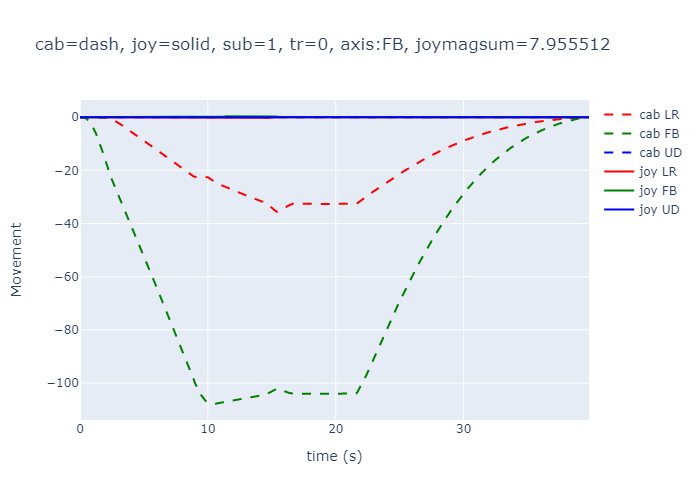 cab=dash, joy=solid, sub=1, tr=0, axis:FB, joymagsum=7.955512
0
−20
−40
−60
−80
−100
Movement
0
10
20
30
time (s)
cab LR
cab FB
cab UD
joy LR
joy FB
joy UD